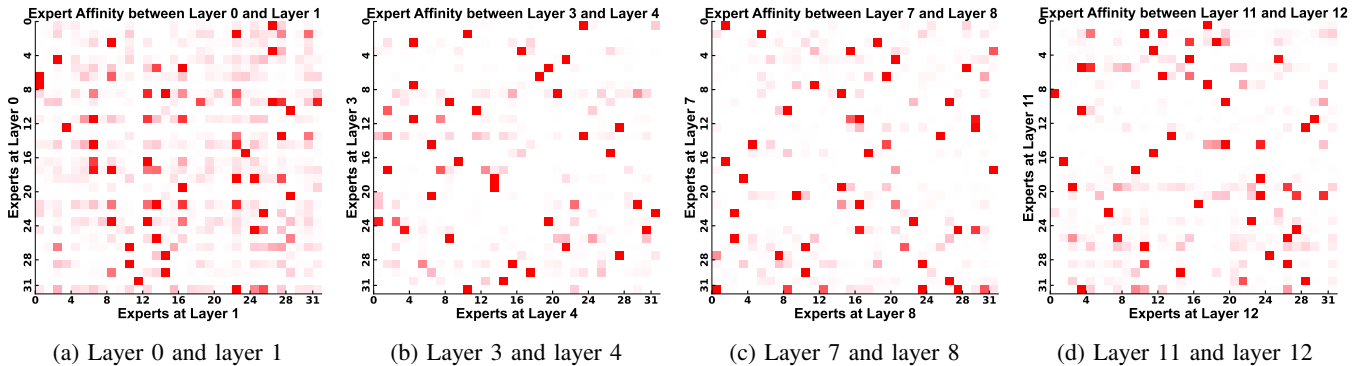 Expert Affinity between Layer 0 and Layer 1
0
4
8
12
16
20
24
28
31
Experts at Layer 0
0 4 8 12 16 20 24 28 31
Experts at Layer 1
(a) Layer 0 and layer 1
Expert Affinity between Layer 3 and Layer 4
0
4
8
12
16
20
24
28
31
Experts at Layer 3
0 4 8 12 16 20 24 28 31
Experts at Layer 4
(b) Layer 3 and layer 4
Expert Affinity between Layer 7 and Layer 8
0
4
8
12
16
20
24
28
31
Experts at Layer 7
0 4 8 12 16 20 24 28 31
Experts at Layer 8
(c) Layer 7 and layer 8
Expert Affinity between Layer 11 and Layer 12
0
4
8
12
16
20
24
28
31
Experts at Layer 11
0 4 8 12 16 20 24 28 31
Experts at Layer 12
(d) Layer 11 and layer 12